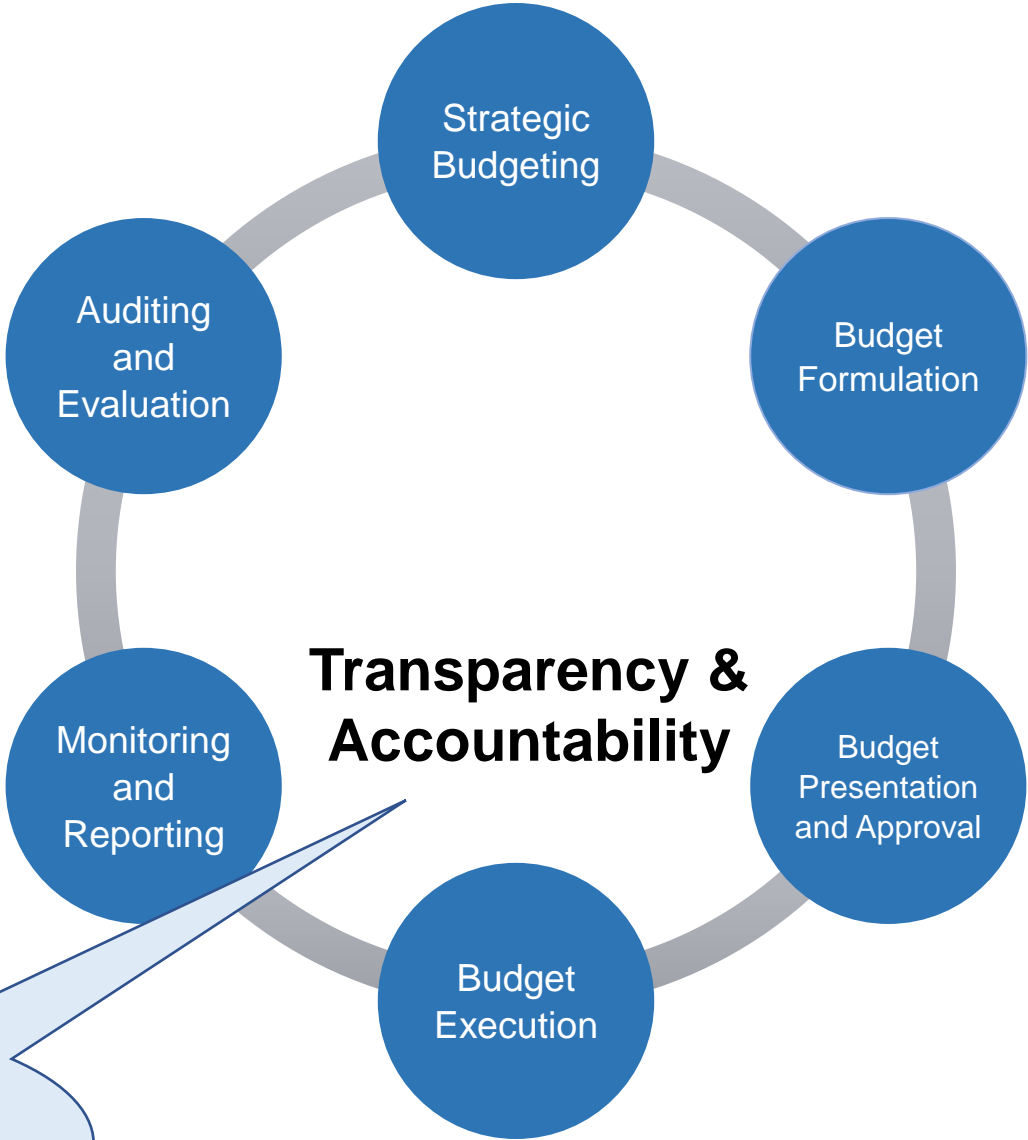 Strategic
Budgeting
Budget
Formulation
Budget
Presentation
and Approval
Budget
Execution
Monitoring
and
Reporting
Auditing
and
Evaluation
Transparency &
Accountability